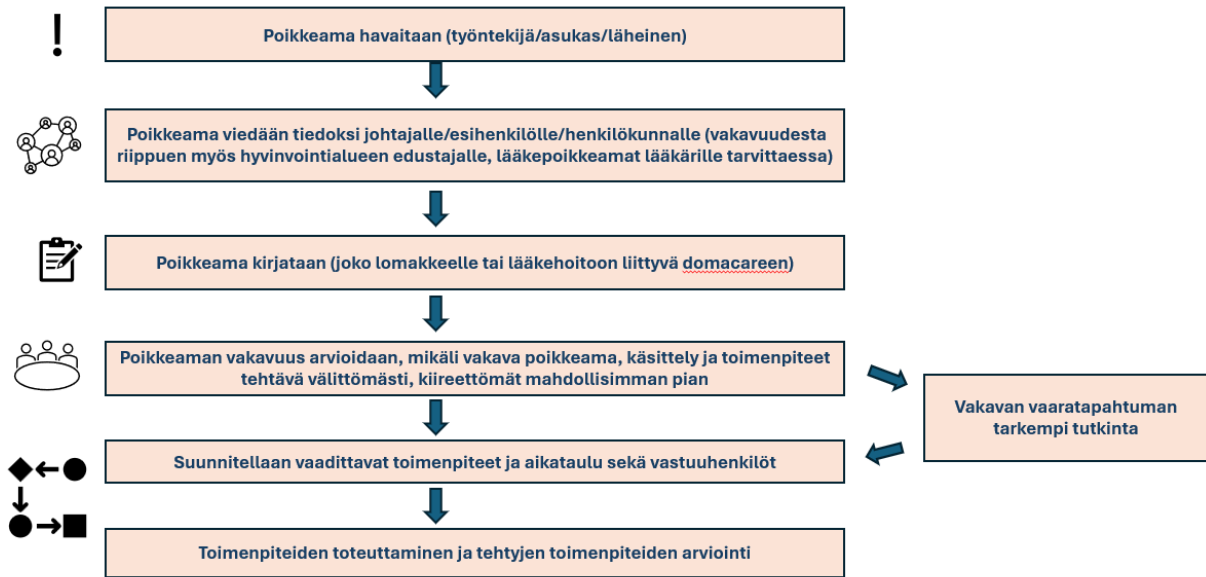 Poikkeama havaitaan (työntekijä/asukas/läheinen)
Poikkeama viedään tiedoksi johtajalle/esihenkilölle/henkilökunnalle (vakavuudesta
riippuen myös hyvinvointialueen edustajalle, lääkepoikkeamat lääkärille tarvittaessa)
Poikkeama kirjataan (joko lomakkeelle tai lääkehoitoon liittyvä domacareen)
Poikkeaman vakavuus arvioidaan, mikäli vakava poikkeama, käsittely ja toimenpiteet
tehtävä välittömästi, kiireettömät mahdollisimman pian
Vakavan vaaratapahtuman
tarkempi tutkinta
Suunnitellaan vaadittavat toimenpiteet ja aikataulu sekä vastuuhenkilöt
Toimenpiteiden toteuttaminen ja tehtyjen toimenpiteiden arviointi